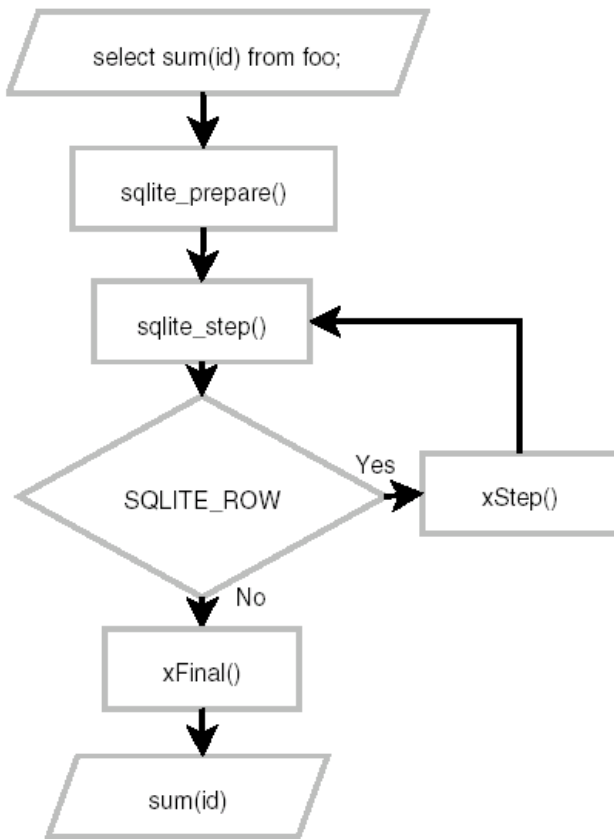 select sum(id) from foo;
sqlite_prepare()
sqlite_step()
Yes
SQLITE_ROW
xStep()
No
xFinal()
sum(id)